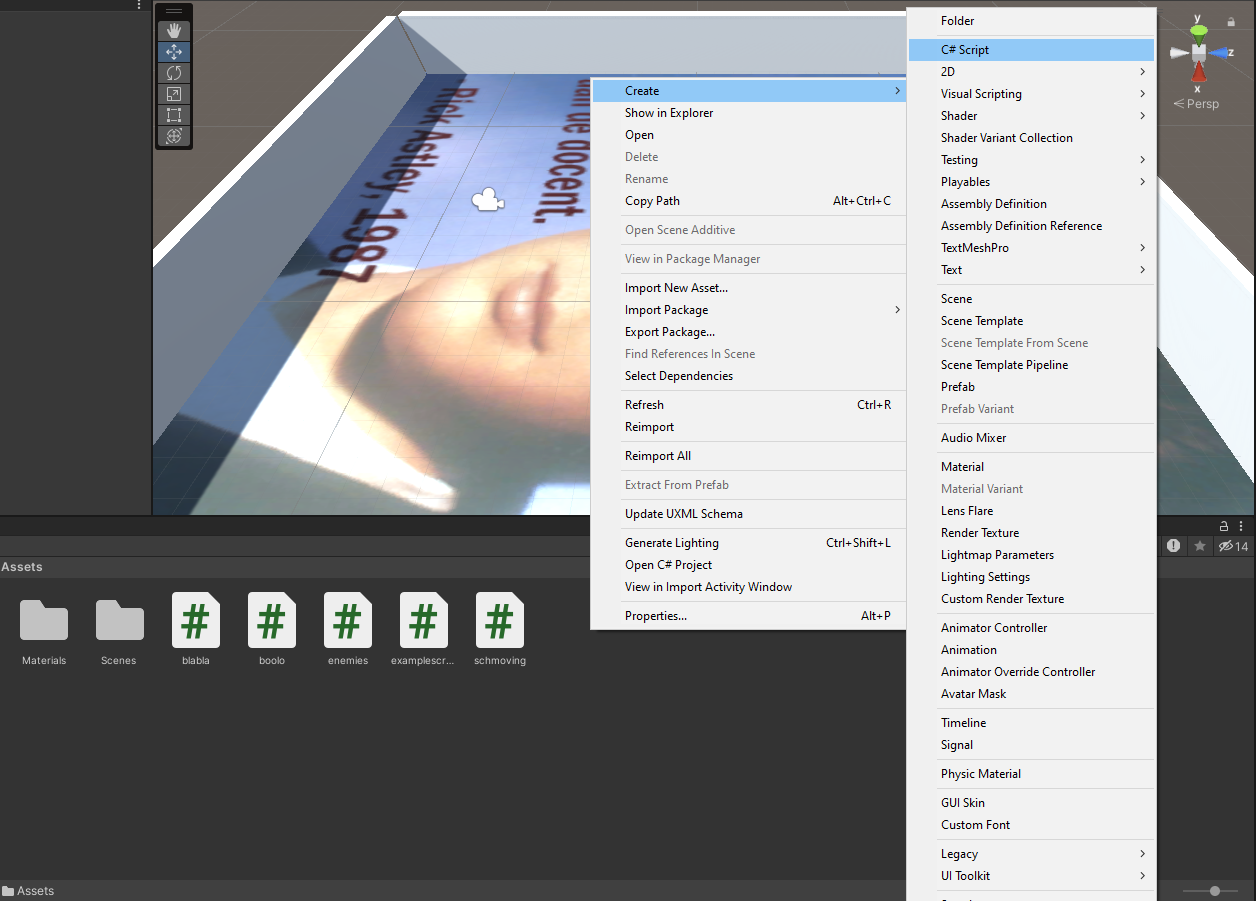 Rick Astley, 1987
van de docent.
y
z
x
Persp
Create
Show in Explorer
Open
Delete
Rename
Copy Path Alt+Ctrl+C
Open Scene Additive
View in Package Manager
Import New Asset...
Import Package
Export Package...
Find References In Scene
Select Dependencies
Refresh Ctrl+R
Reimport
Reimport All
Extract From Prefab
Update UXML Schema
Generate Lighting Ctrl+Shift+L
Open C# Project
View in Import Activity Window
Properties... Alt+P
Folder
C# Script
2D
Visual Scripting
Shader
Shader Variant Collection
Testing
Playables
Assembly Definition
Assembly Definition Reference
TextMeshPro
Text
Scene
Scene Template
Scene Template From Scene
Scene Template Pipeline
Prefab
Prefab Variant
Audio Mixer
Material
Material Variant
Lens Flare
Render Texture
Lightmap Parameters
Lighting Settings
Custom Render Texture
Animator Controller
Animation
Animator Override Controller
Avatar Mask
Timeline
Signal
Physic Material
GUI Skin
Custom Font
Legacy
UI Toolkit
14
Assets
# # # # #
Materials Scenes blabla boolo enemies examplescr... schmoving
Assets